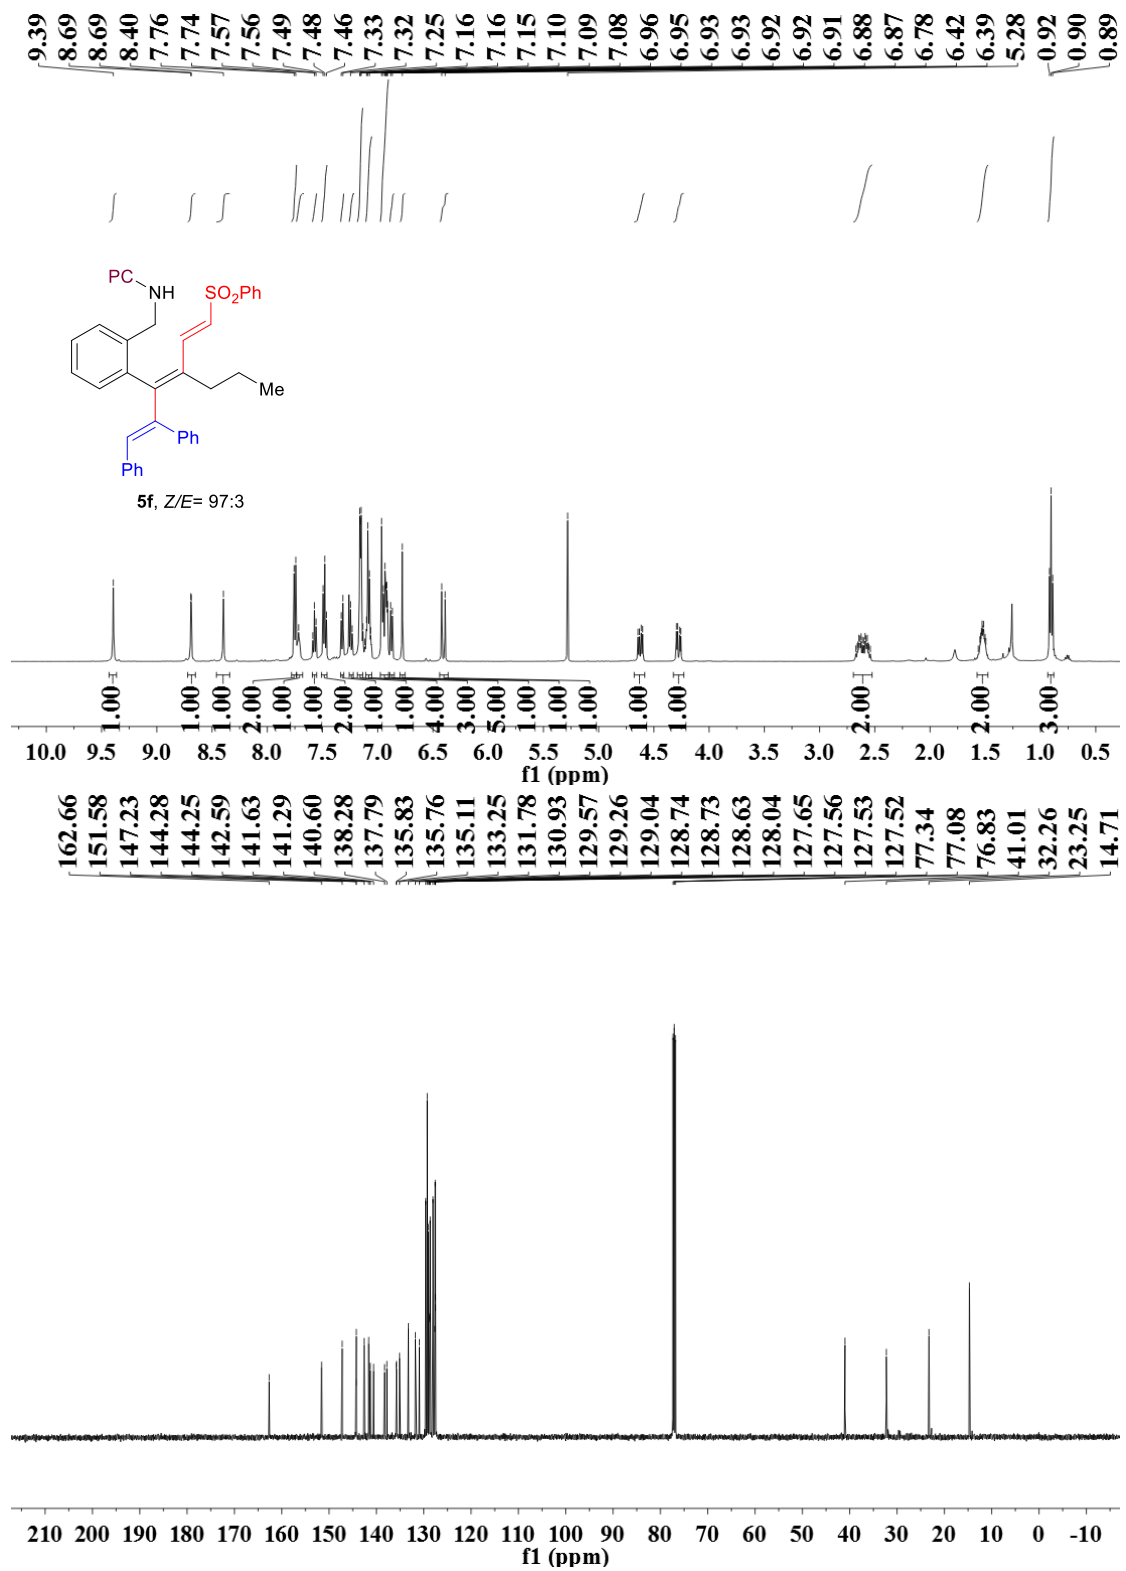 9.39 8.69 8.69 8.40 7.76 7.74 7.57 7.56 7.49 7.48 7.46 7.33 7.32 7.25 7.16 7.16 7.15 7.10 7.09 7.08 6.96 6.95 6.93 6.93 6.92 6.92 6.91 6.88 6.87 6.78 6.42 6.39 5.28 0.92 0.90 0.89
PC
NH
SO2Ph
Me
Ph
Ph
5f, Z/E= 97:3
1.00 1.00 1.00 2.00 1.00 1.00 2.00 1.00 1.00 4.00 3.00 5.00 1.00 1.00 1.00 1.00 1.00 2.00 2.00 3.00
10.0 9.5 9.0 8.5 8.0 7.5 7.0 6.5 6.0 5.5 5.0 4.5 4.0 3.5 3.0 2.5 2.0 1.5 1.0 0.5
f1 (ppm)
162.66 151.58 147.23 144.28 144.25 142.59 141.63 141.29 140.60 138.28 137.79 135.83 135.76 135.11 133.25 131.78 130.93 129.57 129.26 129.04 128.74 128.73 128.63 128.04 127.65 127.56 127.53 127.52 77.34 77.08 76.83 41.01 32.26 23.25 14.71
210 200 190 180 170 160 150 140 130 120 110 100 90 80 70 60 50 40 30 20 10 0 -10
f1 (ppm)